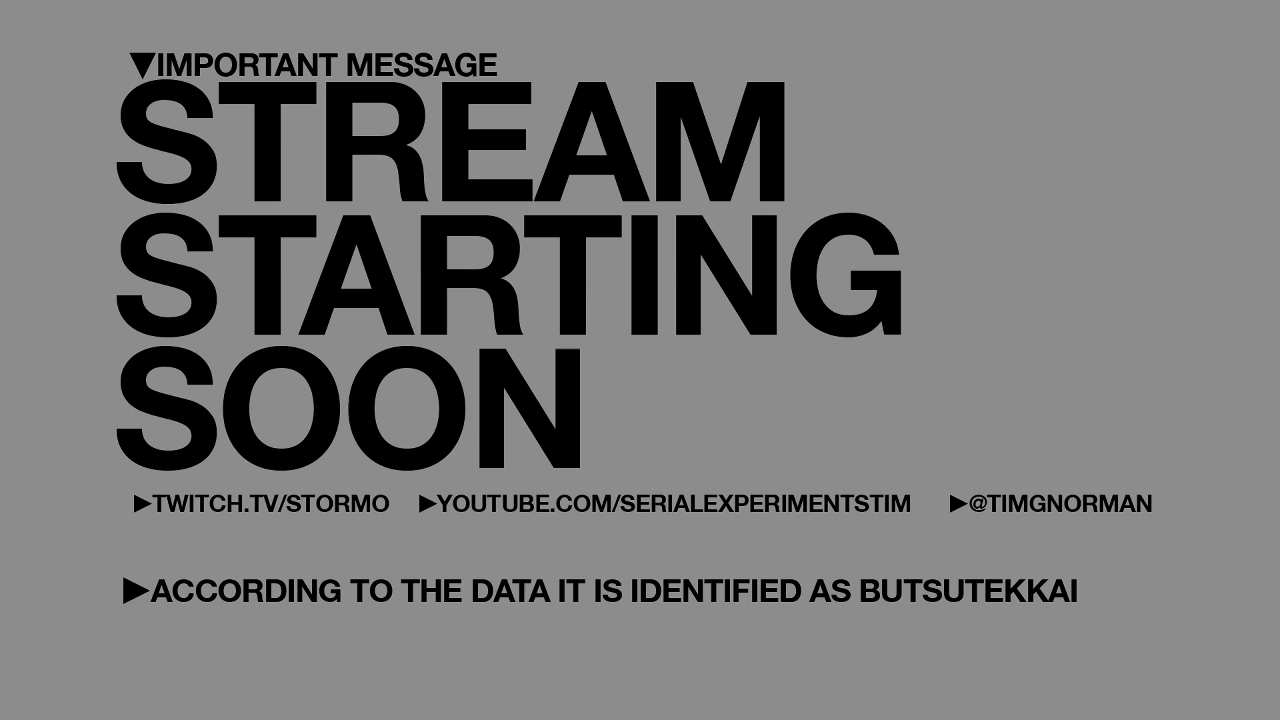 ▼IMPORTANT MESSAGE
STREAM
STARTING
SOON
▶TWITCH.TV/STORMO ▶YOUTUBE.COM/SERIALEXPERIMENTSTIM ▶@TIMGNORMAN
▶ACCORDING TO THE DATA IT IS IDENTIFIED AS BUTSUTEKKAI